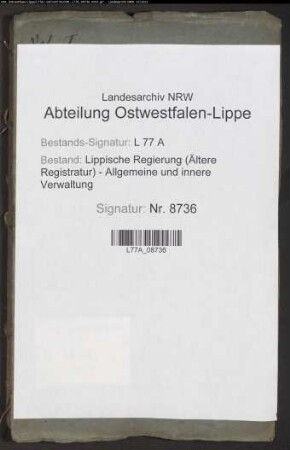 Landesarchiv NRW
Abteilung Ostwestfalen-Lippe
Bestands-Signatur: L 77 A
Bestand: Lippische Regierung (Ältere
Registratur) - Allgemeine und innere
Verwaltung
Signatur: Nr. 8736
L77A_08736